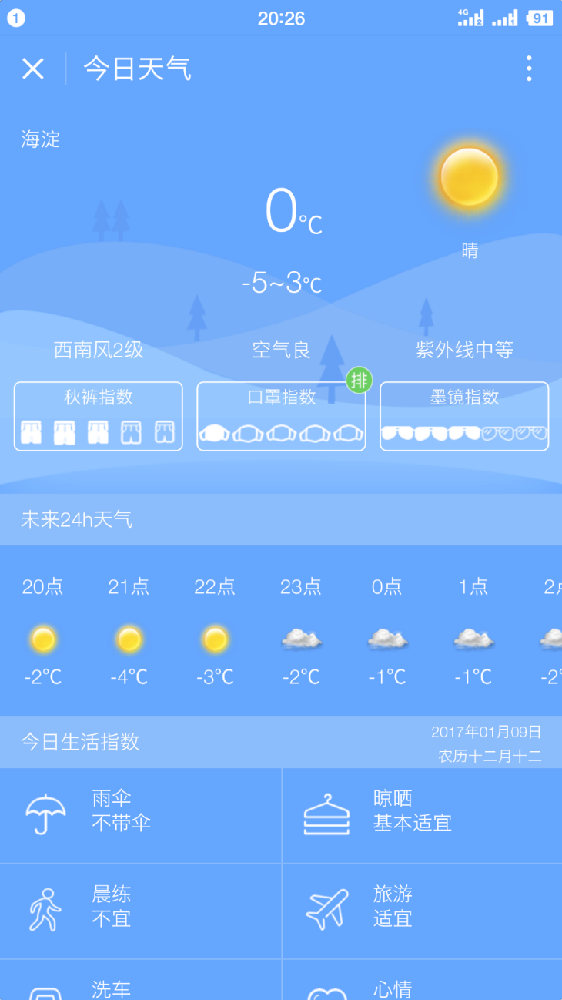 1
20:26
4G
2
1
91
今日天气
海淀
0°C
晴
-5~3°C
西南风2级
空气良
紫外线中等
秋裤指数
口罩指数
排
墨镜指数
未来24h天气
20点
21点
22点
23点
0点
1点
2点
-2°C
-4°C
-3°C
-2°C
-1°C
-1°C
-2°
今日生活指数
2017年01月09日
农历十二月十二
雨伞
不带伞
晾晒
基本适宜
晨练
不宜
旅游
适宜
洗车
心情